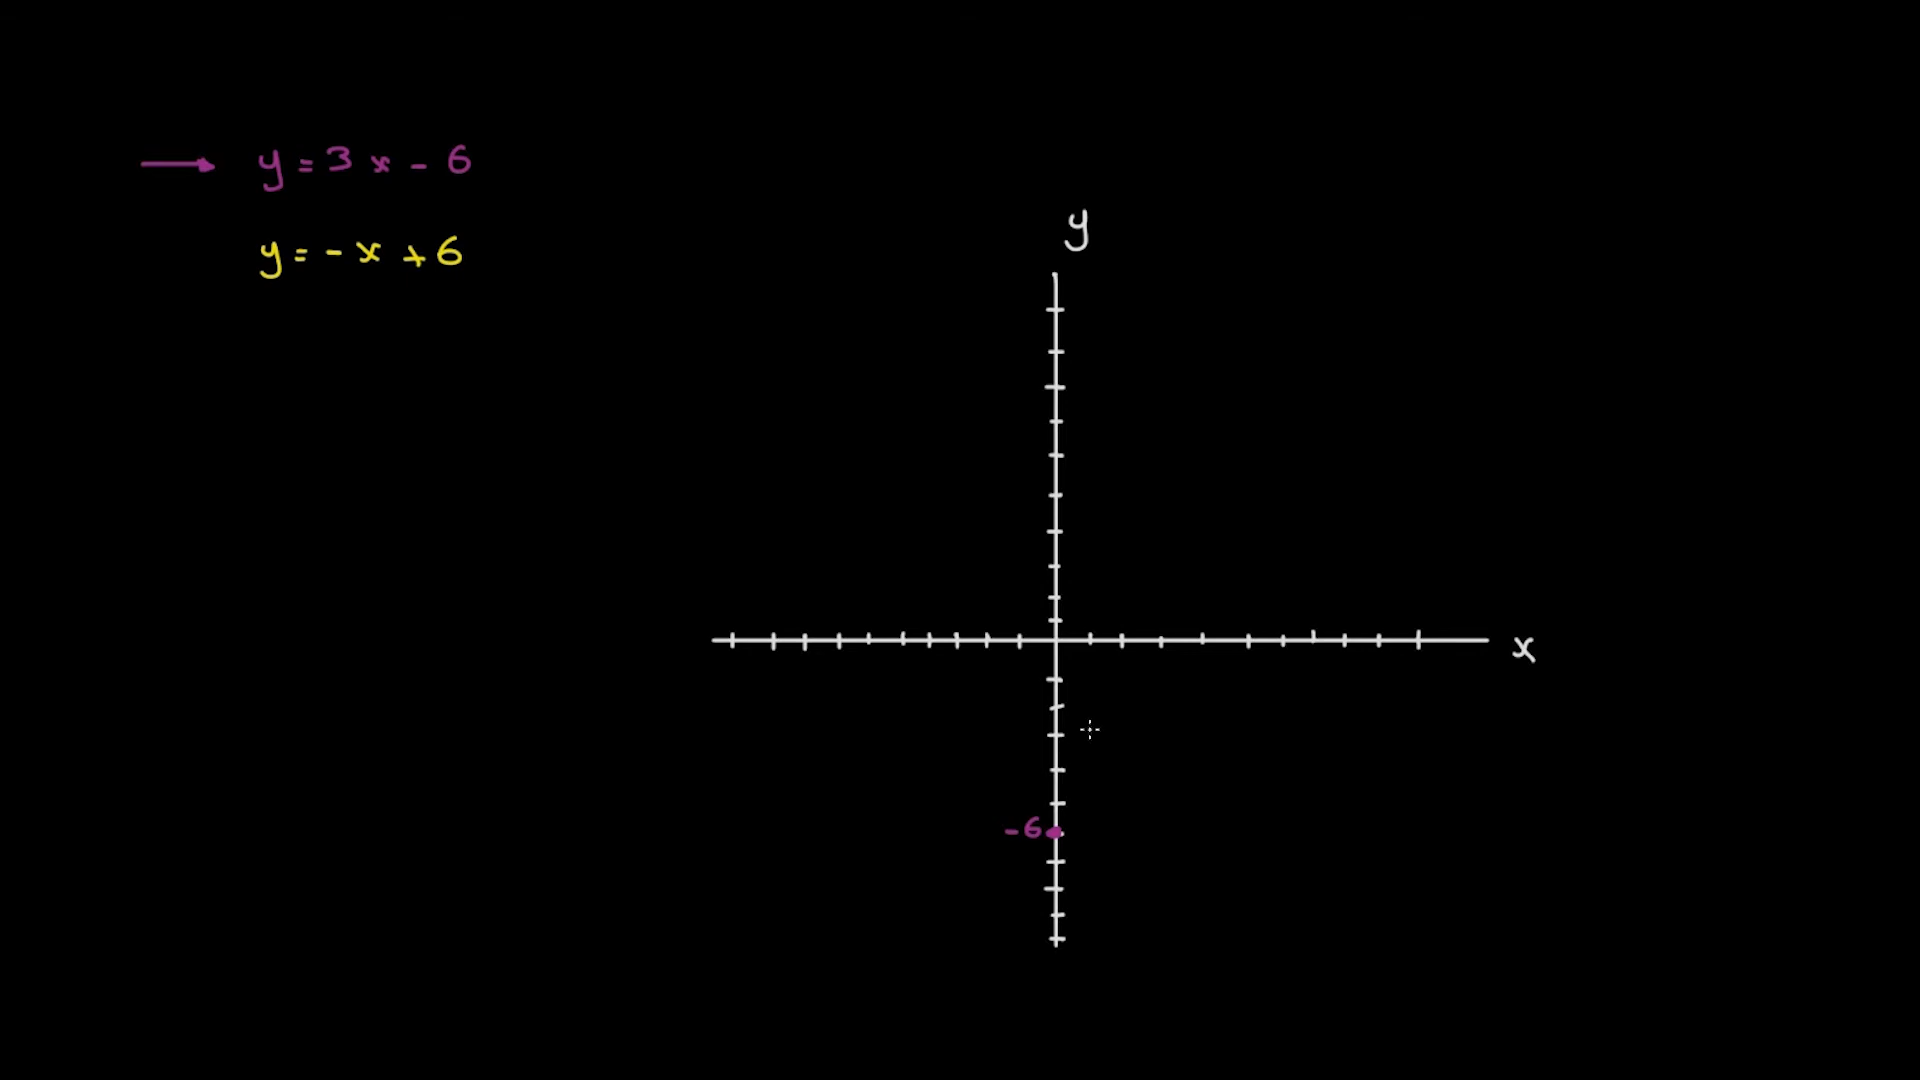 y = 3x - 6
y = -x + 6
y
x
-6